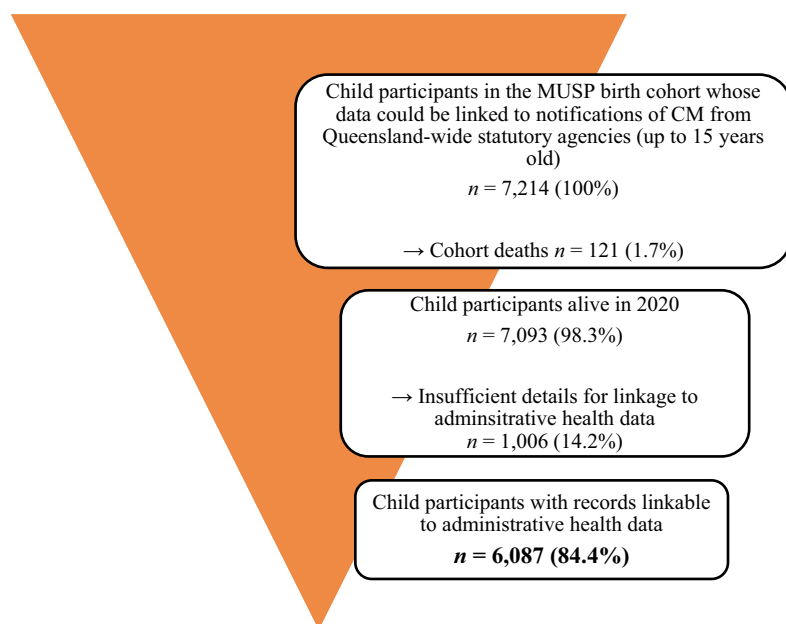 Child participants in the MUSP birth cohort whose
data could be linked to notifications of CM from
Queensland-wide statutory agencies (up to 15 years
old)
n = 7,214 (100%)
→ Cohort deaths n = 121 (1.7%)
Child participants alive in 2020
n = 7,093 (98.3%)
→ Insufficient details for linkage to
adminsitrative health data
n = 1,006 (14.2%)
Child participants with records linkable
to administrative health data
n = 6,087 (84.4%)